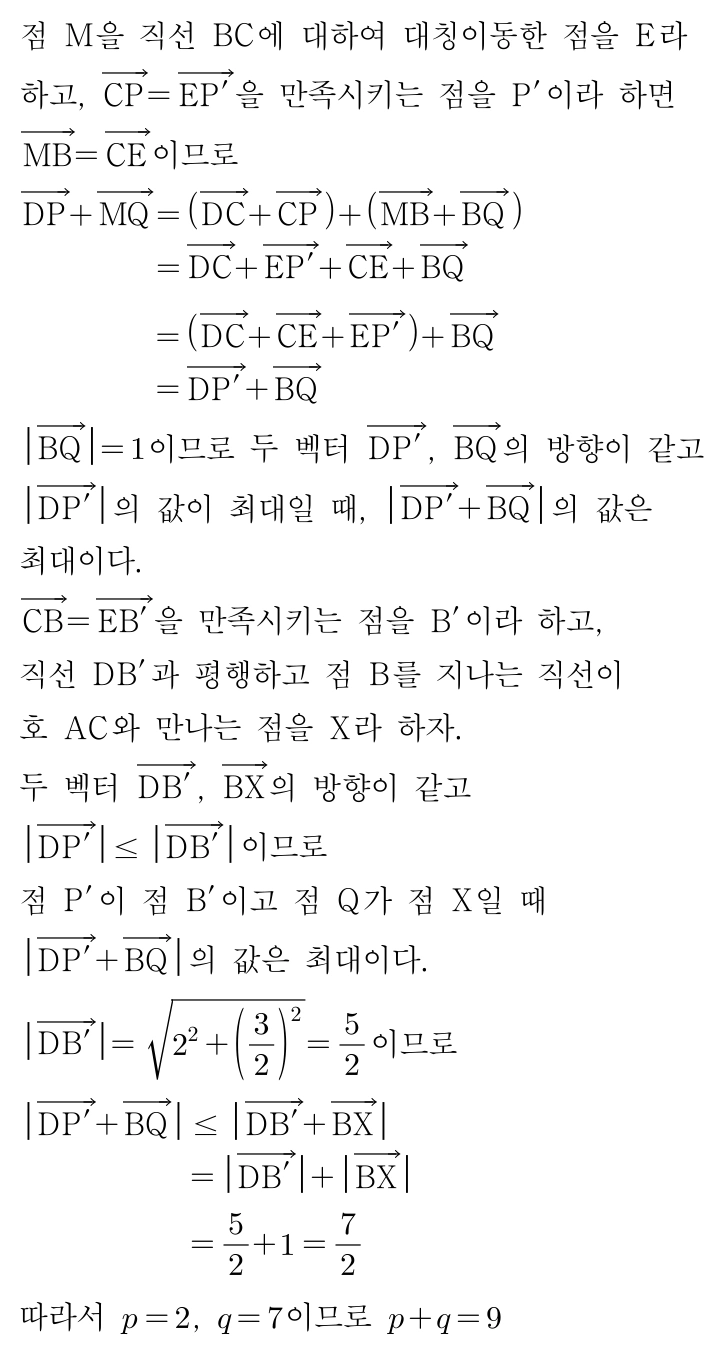 점 M을 직선 BC에 대하여 대칭이동한 점을 E라
하고, $\overrightarrow{CP}=\overrightarrow{EP'}$을 만족시키는 점을 P′이라 하면
$\overrightarrow{MB}=\overrightarrow{CE}$이므로
$\overrightarrow{DP}+\overrightarrow{MQ}=(\overrightarrow{DC}+\overrightarrow{CP})+(\overrightarrow{MB}+\overrightarrow{BQ})$
$=\overrightarrow{DC}+\overrightarrow{EP'}+\overrightarrow{CE}+\overrightarrow{BQ}$
$=(\overrightarrow{DC}+\overrightarrow{CE}+\overrightarrow{EP'})+\overrightarrow{BQ}$
$=\overrightarrow{DP'}+\overrightarrow{BQ}$
$|\overrightarrow{BQ}|=1$이므로 두 벡터 $\overrightarrow{DP'}$, $\overrightarrow{BQ}$의 방향이 같고
$|\overrightarrow{DP'}|$의 값이 최대일 때, $|\overrightarrow{DP'}+\overrightarrow{BQ}|$의 값은
최대이다.
$\overrightarrow{CB}=\overrightarrow{EB'}$을 만족시키는 점을 B′이라 하고,
직선 DB′과 평행하고 점 B를 지나는 직선이
호 AC와 만나는 점을 X라 하자.
두 벡터 $\overrightarrow{DB'}$, $\overrightarrow{BX}$의 방향이 같고
$|\overrightarrow{DP'}|\le|\overrightarrow{DB'}|$이므로
점 P′이 점 B′이고 점 Q가 점 X일 때
$|\overrightarrow{DP'}+\overrightarrow{BQ}|$의 값은 최대이다.
$|\overrightarrow{DB'}|=\sqrt{2^2+\left(\frac{3}{2}\right)^2}=\frac{5}{2}$이므로
$|\overrightarrow{DP'}+\overrightarrow{BQ}|\le|\overrightarrow{DB'}+\overrightarrow{BX}|$
$=|\overrightarrow{DB'}|+|\overrightarrow{BX}|$
$=\frac{5}{2}+1=\frac{7}{2}$
따라서 $p=2$, $q=7$이므로 $p+q=9$